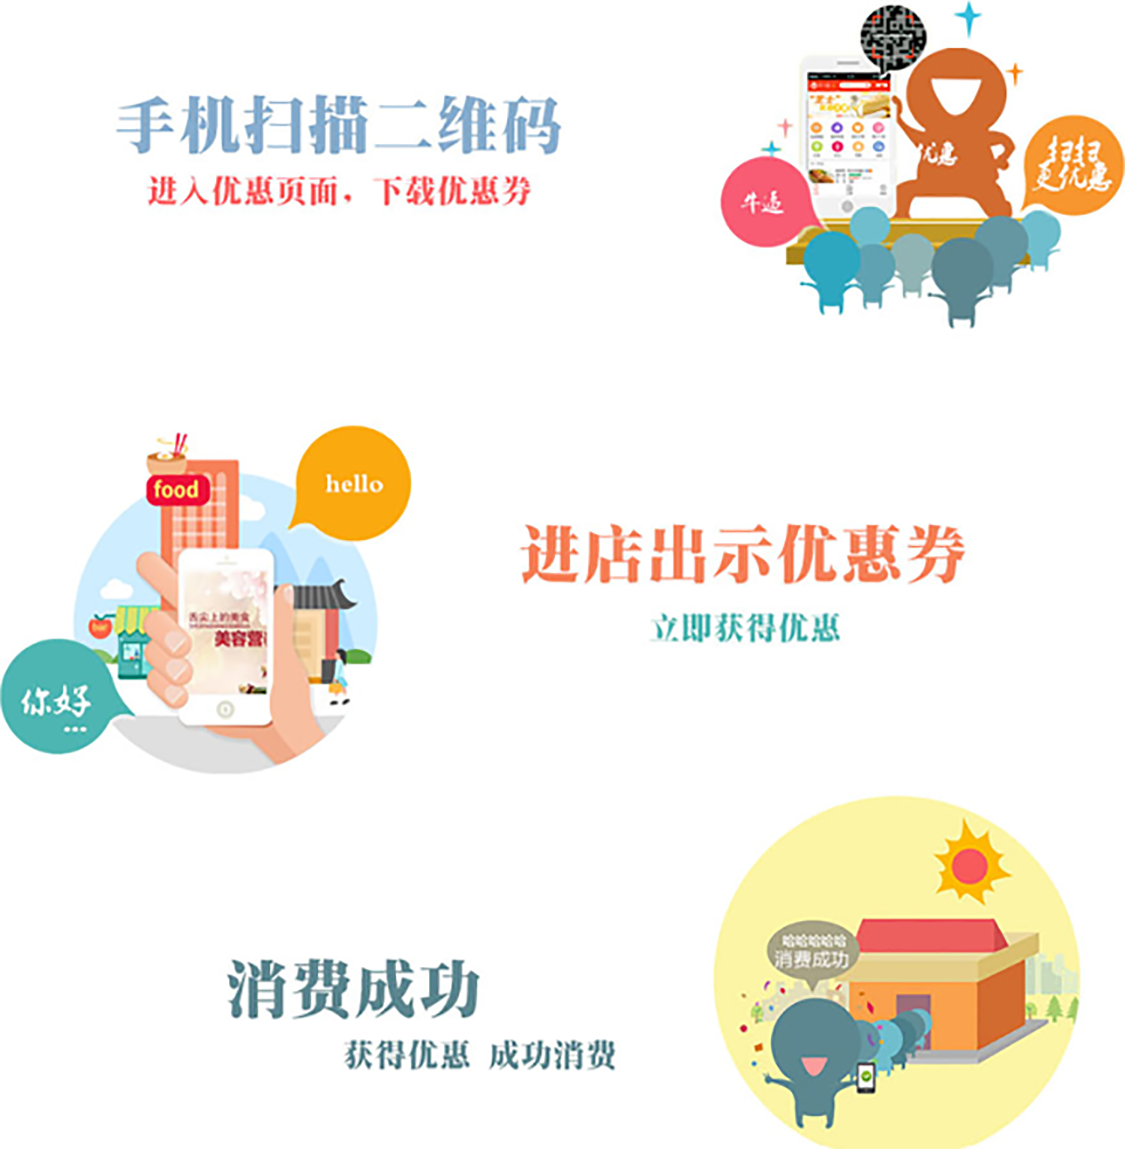 手机扫描二维码
进入优惠页面，下载优惠券
优惠
扫扫
更优惠
牛逼
food
hello
进店出示优惠券
立即获得优惠
舌尖上的美食
美容营
你好
...
哈哈哈哈哈
消费成功
消费成功
获得优惠 成功消费